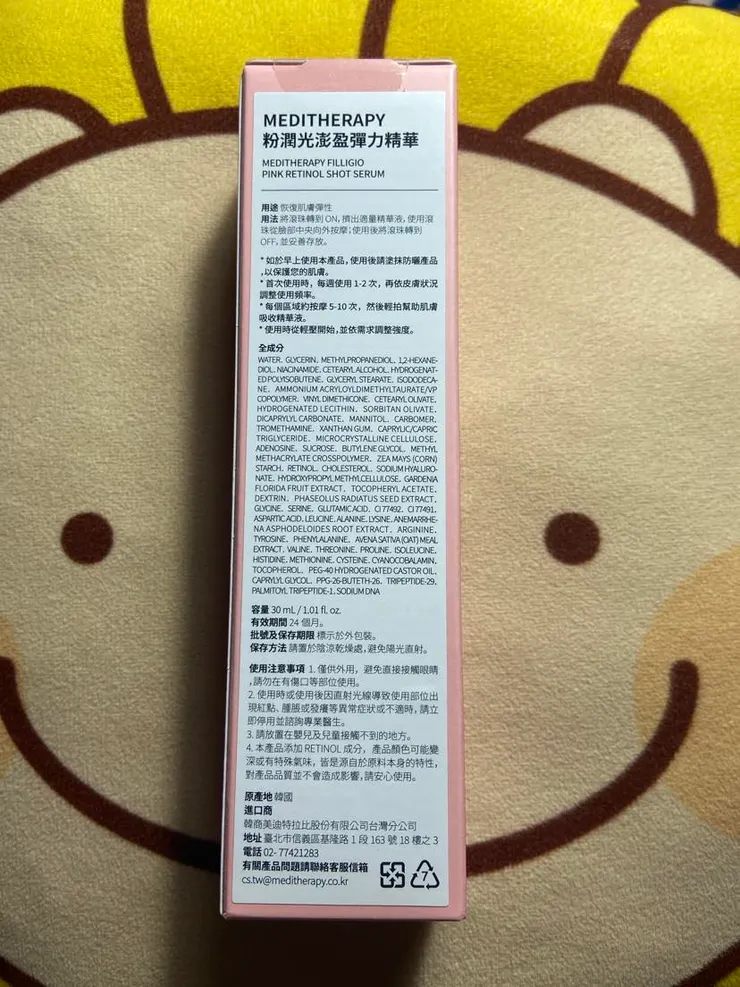 MEDITHERAPY
粉潤光澎盈彈力精華
MEDITHERAPY FILLIGIO
PINK RETINOL SHOT SERUM
用途 恢復肌膚彈性
用法 將滾珠轉到 ON, 擠出適量精華液, 使用滾
珠從臉部中央向外按摩; 使用後將滾珠轉到
OFF, 並妥善存放。
* 如於早上使用本產品, 使用後請塗抹防曬產品
, 以保護您的肌膚。
* 首次使用時, 每週使用 1-2 次, 再依皮膚狀況
調整使用頻率。
* 每個區域約按摩 5-10 次, 然後輕拍幫助肌膚
吸收精華液。
* 使用時從輕壓開始, 並依需求調整強度。
全成分
WATER, GLYCERIN, METHYLPROPANEDIOL, 1,2-HEXANE-
DIOL, NIACINAMIDE, CETEARYL ALCOHOL, HYDROGENAT-
ED POLYISOBUTENE, GLYCERYL STEARATE, ISODODECA-
NE, AMMONIUM ACRYLOYLDIMETHYLTAURATE/VP
COPOLYMER, VINYL DIMETHICONE, CETEARYL OLIVATE,
HYDROGENATED LECITHIN, SORBITAN OLIVATE,
DICAPRYLYL CARBONATE, MANNITOL, CARBOMER,
TROMETHAMINE, XANTHAN GUM, CAPRYLIC/CAPRIC
TRIGLYCERIDE, MICROCRYSTALLINE CELLULOSE,
ADENOSINE, SUCROSE, BUTYLENE GLYCOL, METHYL
METHACRYLATE CROSSPOLYMER, ZEA MAYS (CORN)
STARCH, RETINOL, CHOLESTEROL, SODIUM HYALURO-
NATE, HYDROXYPROPYL METHYLCELLULOSE, GARDENIA
FLORIDA FRUIT EXTRACT, TOCOPHERYL ACETATE,
DEXTRIN, PHASEOLUS RADIATUS SEED EXTRACT,
GLYCINE, SERINE, GLUTAMIC ACID, CI 77492, CI 77491,
ASPARTIC ACID, LEUCINE, ALANINE, LYSINE, ANEMARRHE-
NA ASPHODELOIDES ROOT EXTRACT, ARGININE,
TYROSINE, PHENYLALANINE, AVENA SATIVA (OAT) MEAL
EXTRACT, VALINE, THREONINE, PROLINE, ISOLEUCINE,
HISTIDINE, METHIONINE, CYSTEINE, CYANOCOBALAMIN,
TOCOPHEROL, PEG-40 HYDROGENATED CASTOR OIL,
CAPRYLYL GLYCOL, PPG-26-BUTETH-26, TRIPEPTIDE-29,
PALMITOYL TRIPEPTIDE-1, SODIUM DNA
容量 30 mL / 1.01 fl. oz.
有效期間 24 個月。
批號及保存期限 標示於外包裝。
保存方法 請置於陰涼乾燥處, 避免陽光直射。
使用注意事項 1. 僅供外用, 避免直接接觸眼睛
, 請勿在有傷口等部位使用。
2. 使用時或使用後因直射光線導致使用部位出
現紅點、腫脹或發癢等異常症狀或不適時, 請立
即停用並諮詢專業醫生。
3. 請放置在嬰兒及兒童接觸不到的地方。
4. 本產品添加 RETINOL 成分, 產品顏色可能變
深或有特殊氣味, 皆是源自於原料本身的特性,
對產品品質並不會造成影響, 請安心使用。
原產地 韓國
進口商
韓商美迪特拉比股份有限公司台灣分公司
地址 臺北市信義區基隆路 1 段 163 號 18 樓之 3
電話 02- 77421283
有關產品問題請聯絡客服信箱
cs.tw@meditherapy.co.kr
7